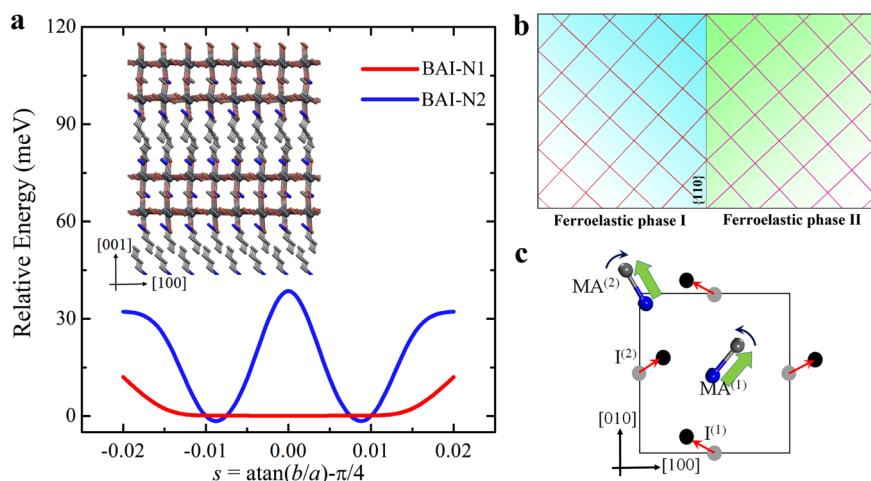 a
120
90
60
30
0
Relative Energy (meV)
BAI-N1
BAI-N2
[001]
[100]
-0.02
-0.01
0.00
0.01
0.02
s = atan(b/a)-π/4
b
{110}
Ferroelastic phase I
Ferroelastic phase II
c
MA(2)
I(2)
MA(1)
I(1)
[010]
[100]